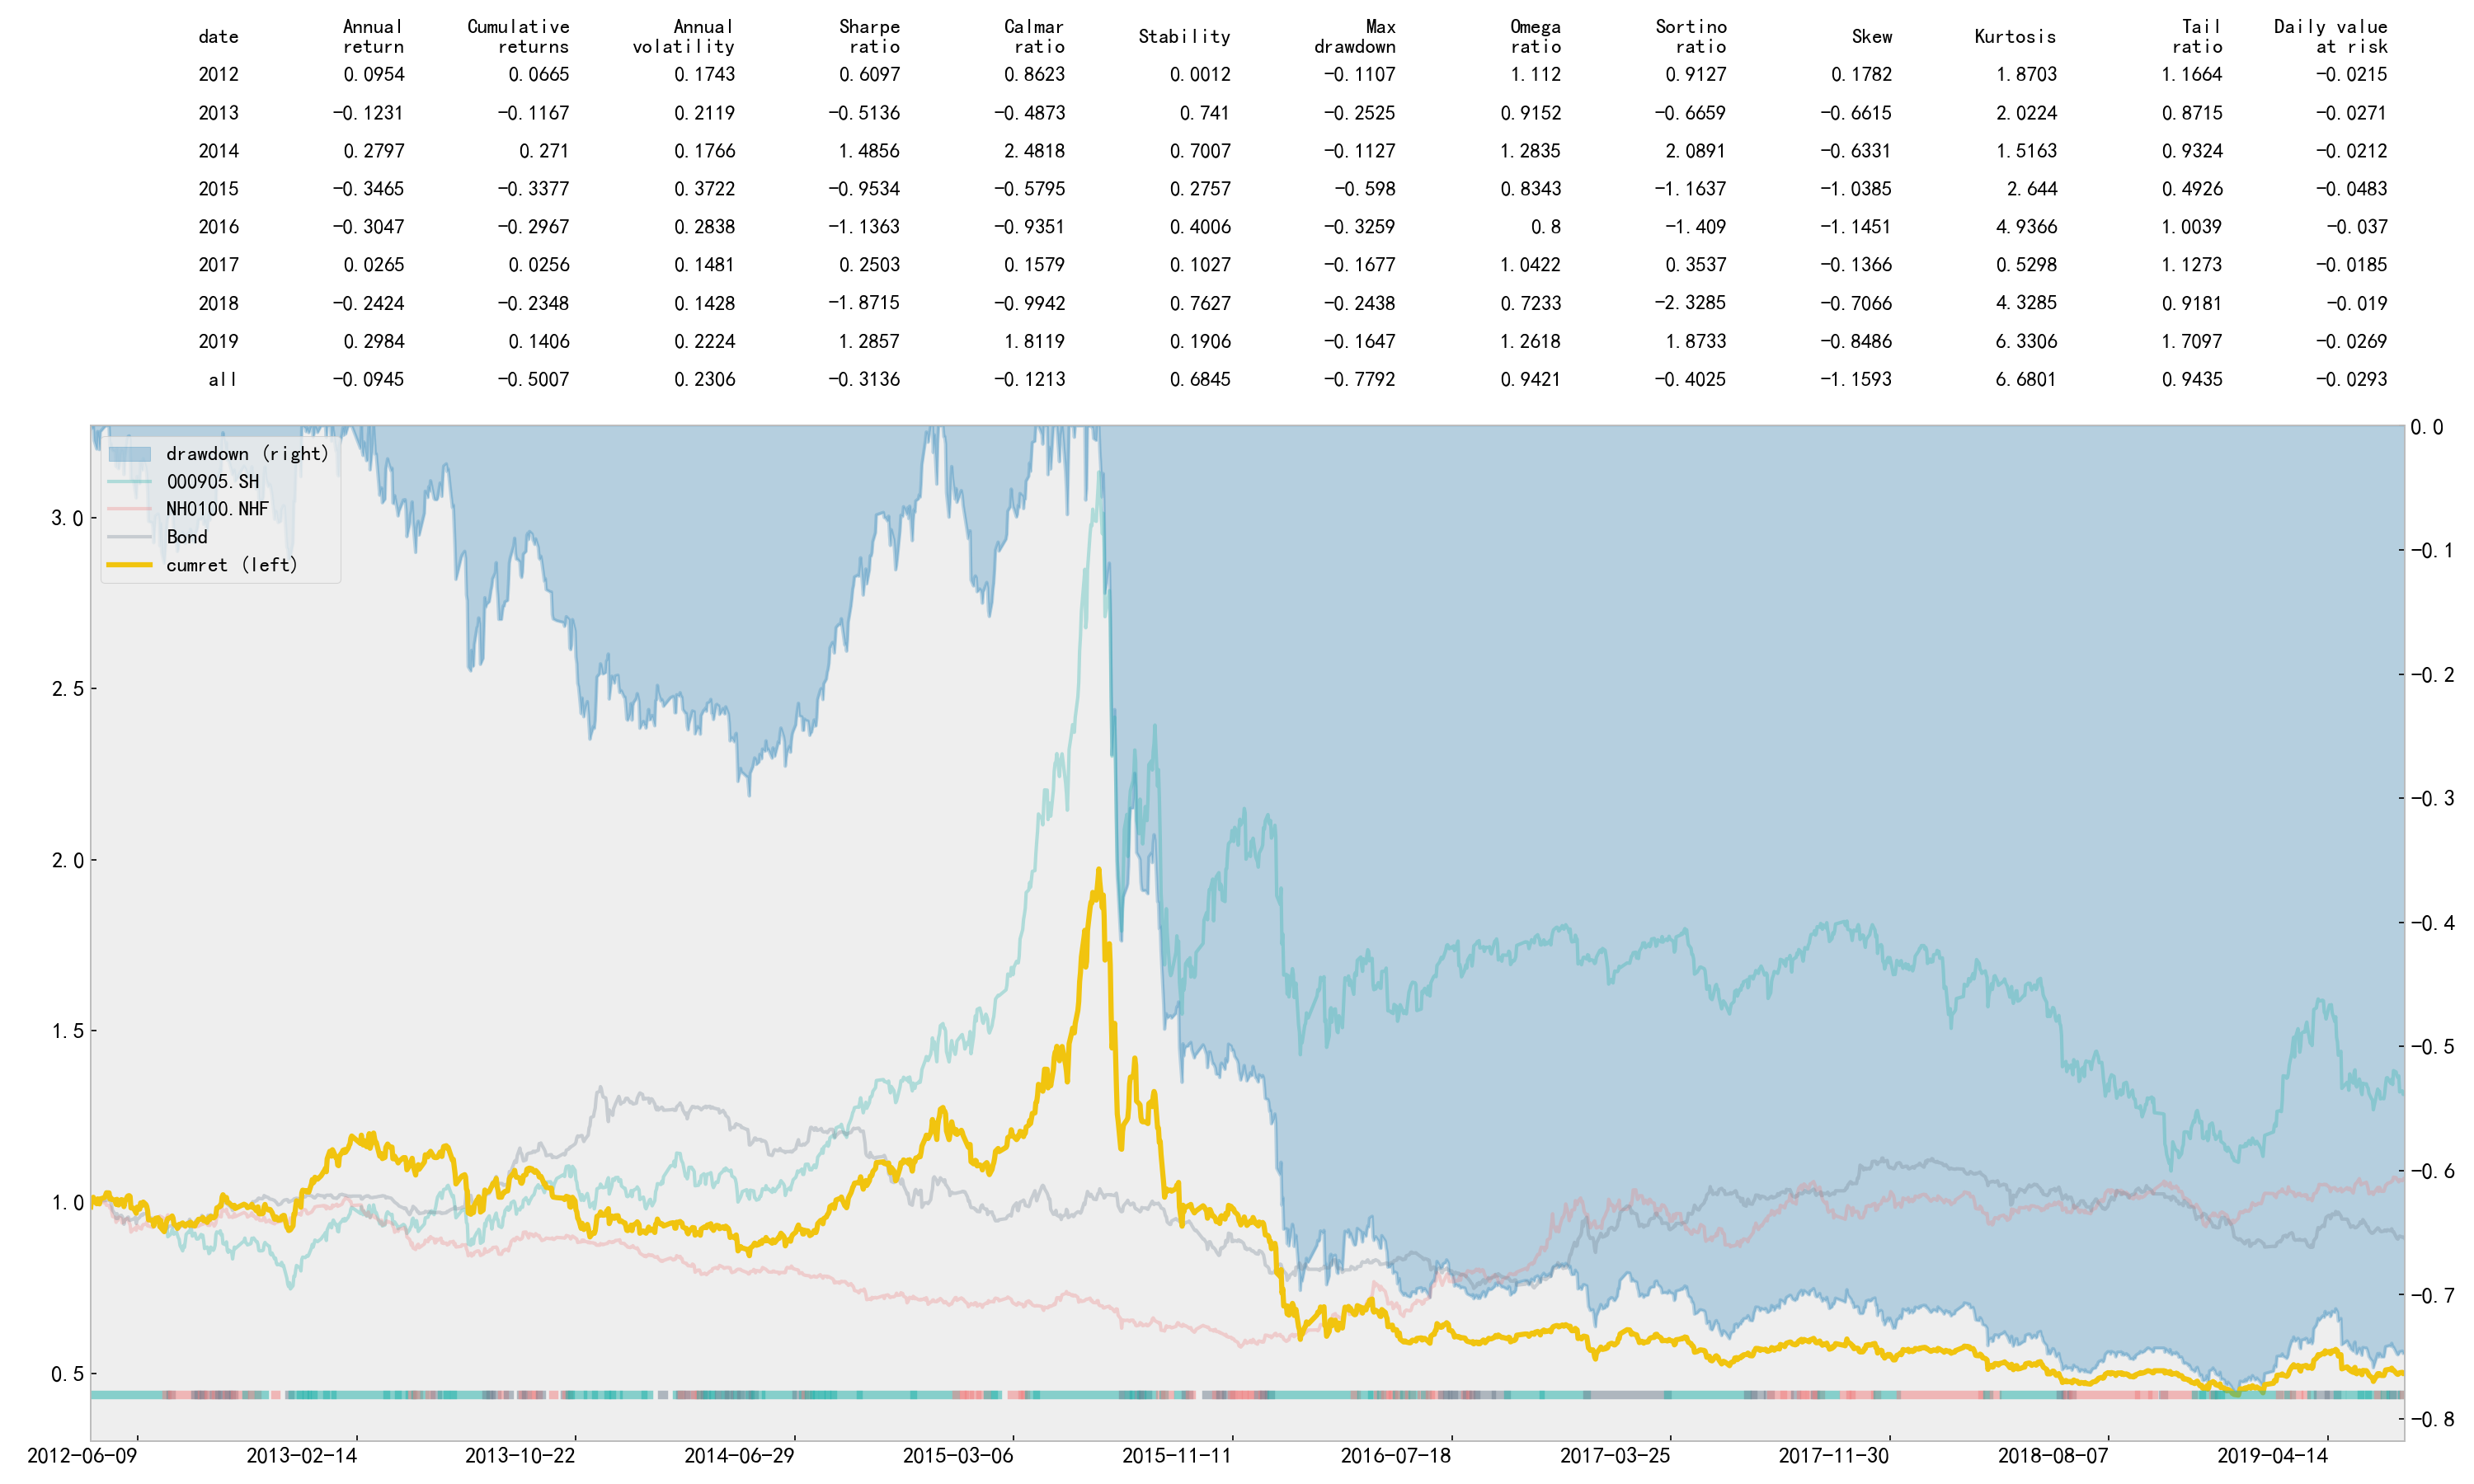 date Annual return Cumulative returns Annual volatility Sharpe ratio Calmar ratio Stability Max drawdown Omega ratio Sortino ratio Skew Kurtosis Tail ratio Daily value at risk
2012 0.0954 0.0665 0.1743 0.6097 0.8623 0.0012 -0.1107 1.112 0.9127 0.1782 1.8703 1.1664 -0.0215
2013 -0.1231 -0.1167 0.2119 -0.5136 -0.4873 0.741 -0.2525 0.9152 -0.6659 -0.6615 2.0224 0.8715 -0.0271
2014 0.2797 0.271 0.1766 1.4856 2.4818 0.7007 -0.1127 1.2835 2.0891 -0.6331 1.5163 0.9324 -0.0212
2015 -0.3465 -0.3377 0.3722 -0.9534 -0.5795 0.2757 -0.598 0.8343 -1.1637 -1.0385 2.644 0.4926 -0.0483
2016 -0.3047 -0.2967 0.2838 -1.1363 -0.9351 0.4006 -0.3259 0.8 -1.409 -1.1451 4.9366 1.0039 -0.037
2017 0.0265 0.0256 0.1481 0.2503 0.1579 0.1027 -0.1677 1.0422 0.3537 -0.1366 0.5298 1.1273 -0.0185
2018 -0.2424 -0.2348 0.1428 -1.8715 -0.9942 0.7627 -0.2438 0.7233 -2.3285 -0.7066 4.3285 0.9181 -0.019
2019 0.2984 0.1406 0.2224 1.2857 1.8119 0.1906 -0.1647 1.2618 1.8733 -0.8486 6.3306 1.7097 -0.0269
all -0.0945 -0.5007 0.2306 -0.3136 -0.1213 0.6845 -0.7792 0.9421 -0.4025 -1.1593 6.6801 0.9435 -0.0293
drawdown (right)
000905.SH
NH0100.NHF
Bond
cumret (left)
3.0
2.5
2.0
1.5
1.0
0.5
0.0
-0.1
-0.2
-0.3
-0.4
-0.5
-0.6
-0.7
-0.8
2012-06-09 2013-02-14 2013-10-22 2014-06-29 2015-03-06 2015-11-11 2016-07-18 2017-03-25 2017-11-30 2018-08-07 2019-04-14